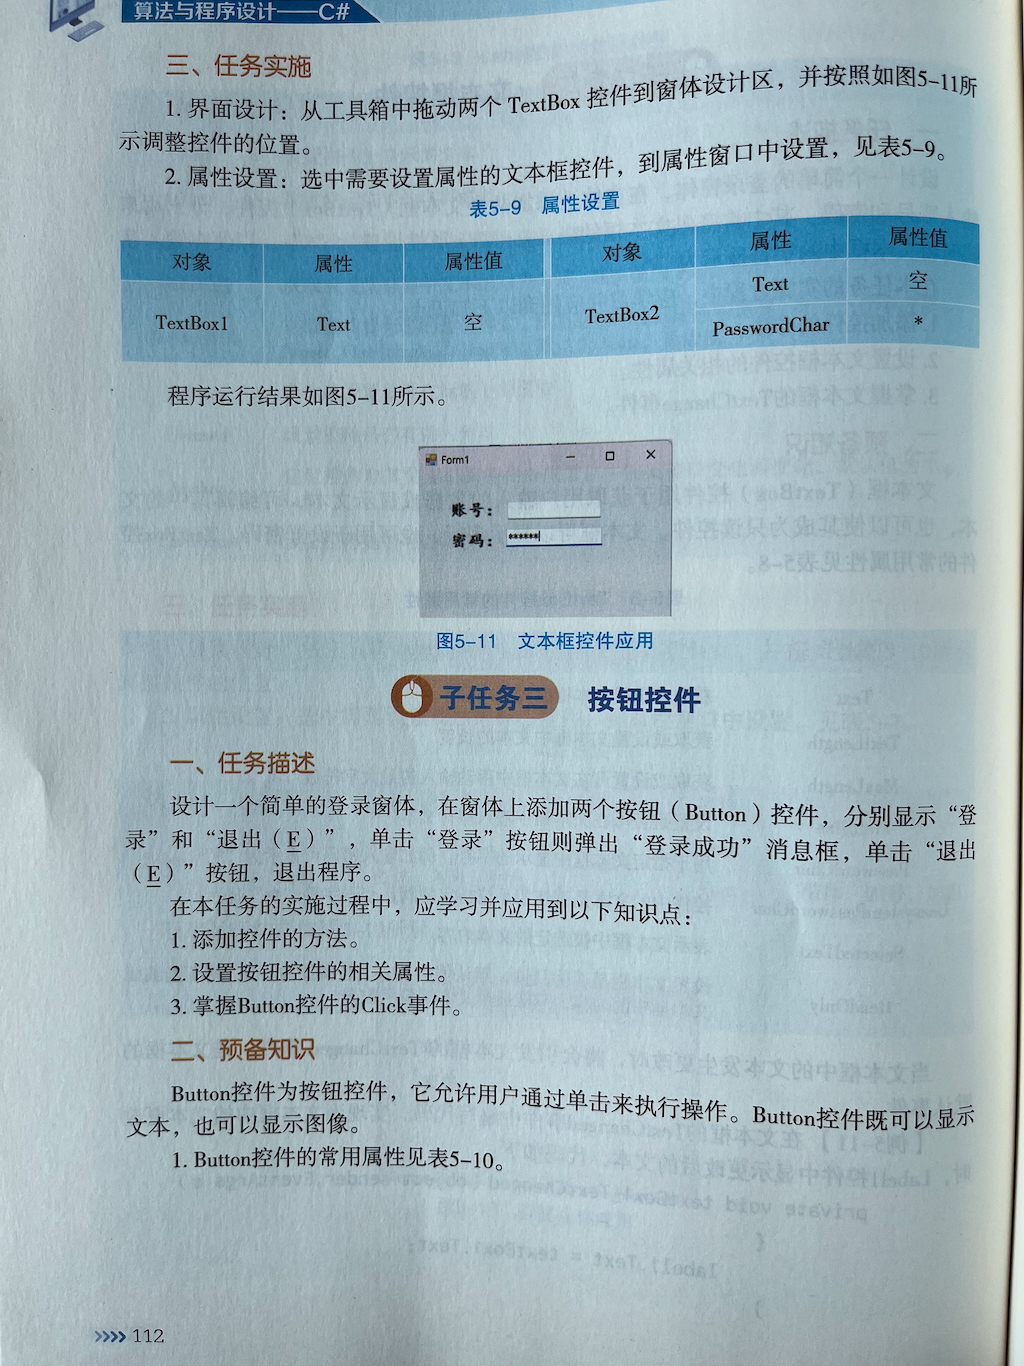 算法与程序设计——C#
三、任务实施
1. 界面设计：从工具箱中拖动两个 TextBox 控件到窗体设计区，并按照如图5-11所
示调整控件的位置。
2. 属性设置：选中需要设置属性的文本框控件，到属性窗口中设置，见表5-9。
表5-9 属性设置
对象 属性 属性值 对象 属性 属性值
TextBox1 Text 空 TextBox2 Text 空
PasswordChar *
程序运行结果如图5-11所示。
Form1
账号：
密码： ******
图5-11 文本框控件应用
子任务三 按钮控件
一、任务描述
设计一个简单的登录窗体，在窗体上添加两个按钮（Button）控件，分别显示“登
录”和“退出（E）”，单击“登录”按钮则弹出“登录成功”消息框，单击“退出
（E）”按钮，退出程序。
在本任务的实施过程中，应学习并应用到以下知识点：
1. 添加控件的方法。
2. 设置按钮控件的相关属性。
3. 掌握Button控件的Click事件。
二、预备知识
Button控件为按钮控件，它允许用户通过单击来执行操作。Button控件既可以显示
文本，也可以显示图像。
1. Button控件的常用属性见表5-10。
>>>> 112